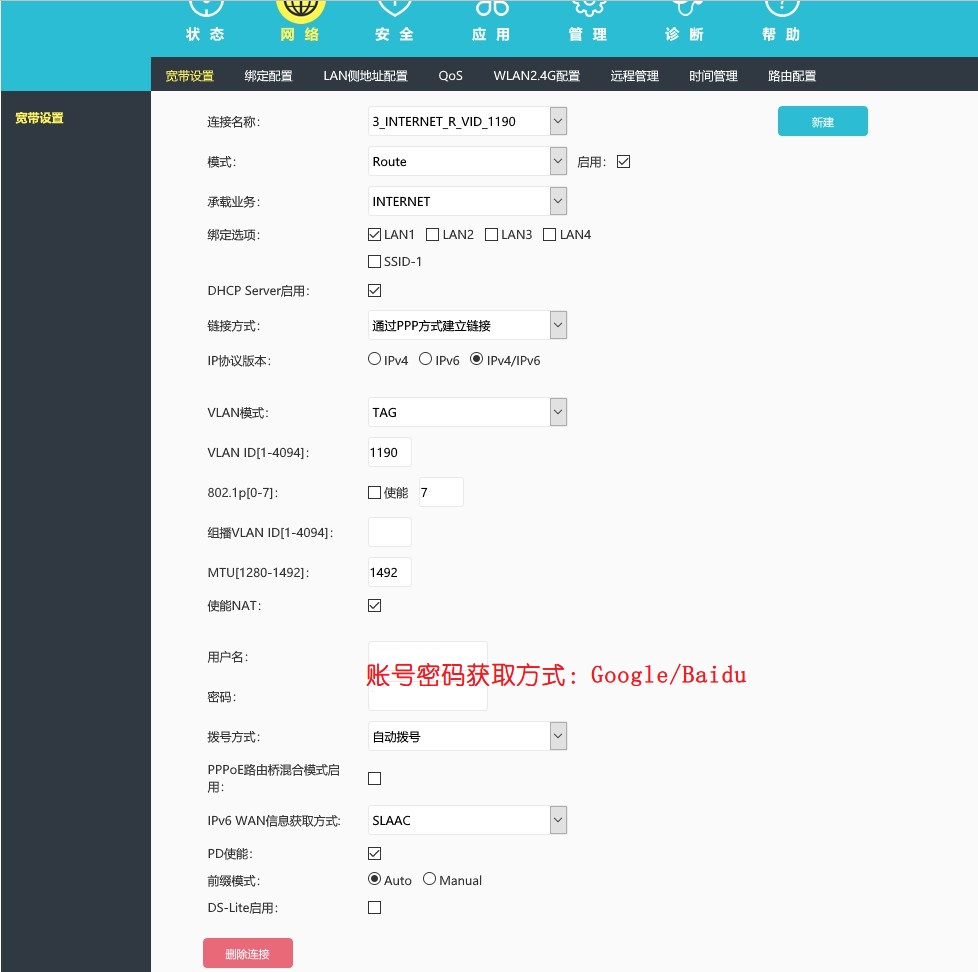 状 态 网 络 安 全 应 用 管 理 诊 断 帮 助
宽带设置 绑定配置 LAN侧地址配置 QoS WLAN2.4G配置 远程管理 时间管理 路由配置
宽带设置
连接名称: 3_INTERNET_R_VID_1190 新建
模式: Route 启用:
承载业务: INTERNET
绑定选项: LAN1 LAN2 LAN3 LAN4
SSID-1
DHCP Server启用:
链接方式: 通过PPP方式建立链接
IP协议版本: IPv4 IPv6 IPv4/IPv6
VLAN模式: TAG
VLAN ID[1-4094]: 1190
802.1p[0-7]: 使能 7
组播VLAN ID[1-4094]:
MTU[1280-1492]: 1492
使能NAT:
用户名:
账号密码获取方式: Google/Baidu
密码:
拨号方式: 自动拨号
PPPoE路由桥混合模式启
用:
IPv6 WAN信息获取方式: SLAAC
PD使能:
前缀模式: Auto Manual
DS-Lite启用:
删除连接